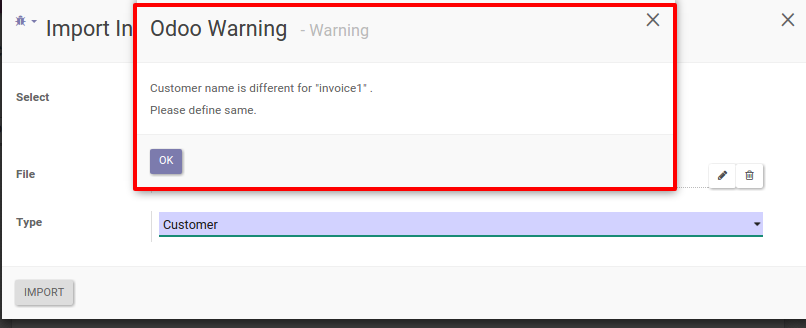 Import In
Odoo Warning - Warning
Customer name is different for "invoice1" .
Please define same.
OK
Select
File
Type
Customer
IMPORT